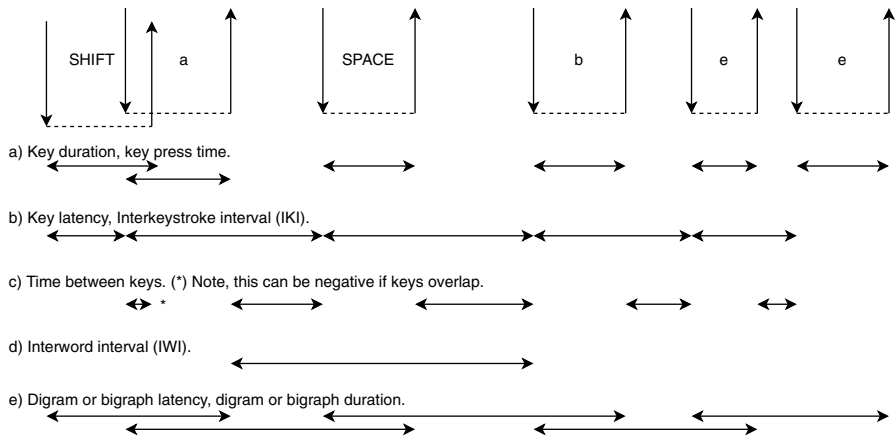 SHIFT a SPACE b e e
a) Key duration, key press time.
b) Key latency, Interkeystroke interval (IKI).
c) Time between keys. (*) Note, this can be negative if keys overlap.
*
d) Interword interval (IWI).
e) Digram or bigraph latency, digram or bigraph duration.